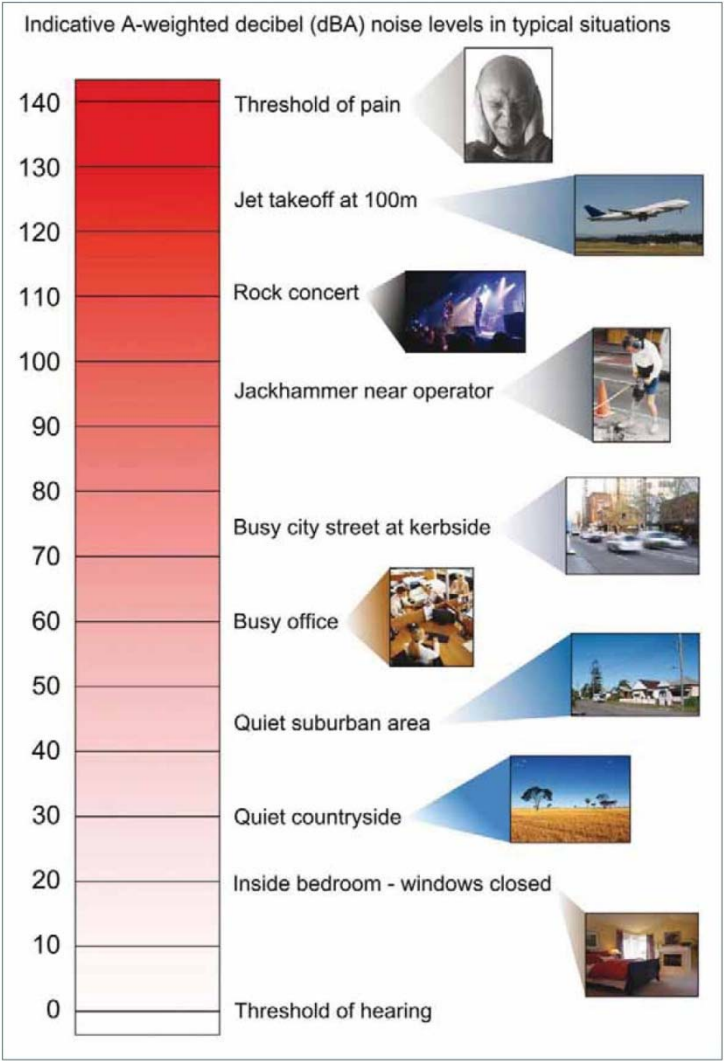 Indicative A-weighted decibel (dBA) noise levels in typical situations
140
Threshold of pain
130
Jet takeoff at 100m
120
110
Rock concert
100
Jackhammer near operator
90
80
Busy city street at kerbside
70
60
Busy office
50
Quiet suburban area
40
30
Quiet countryside
20
Inside bedroom - windows closed
10
0
Threshold of hearing